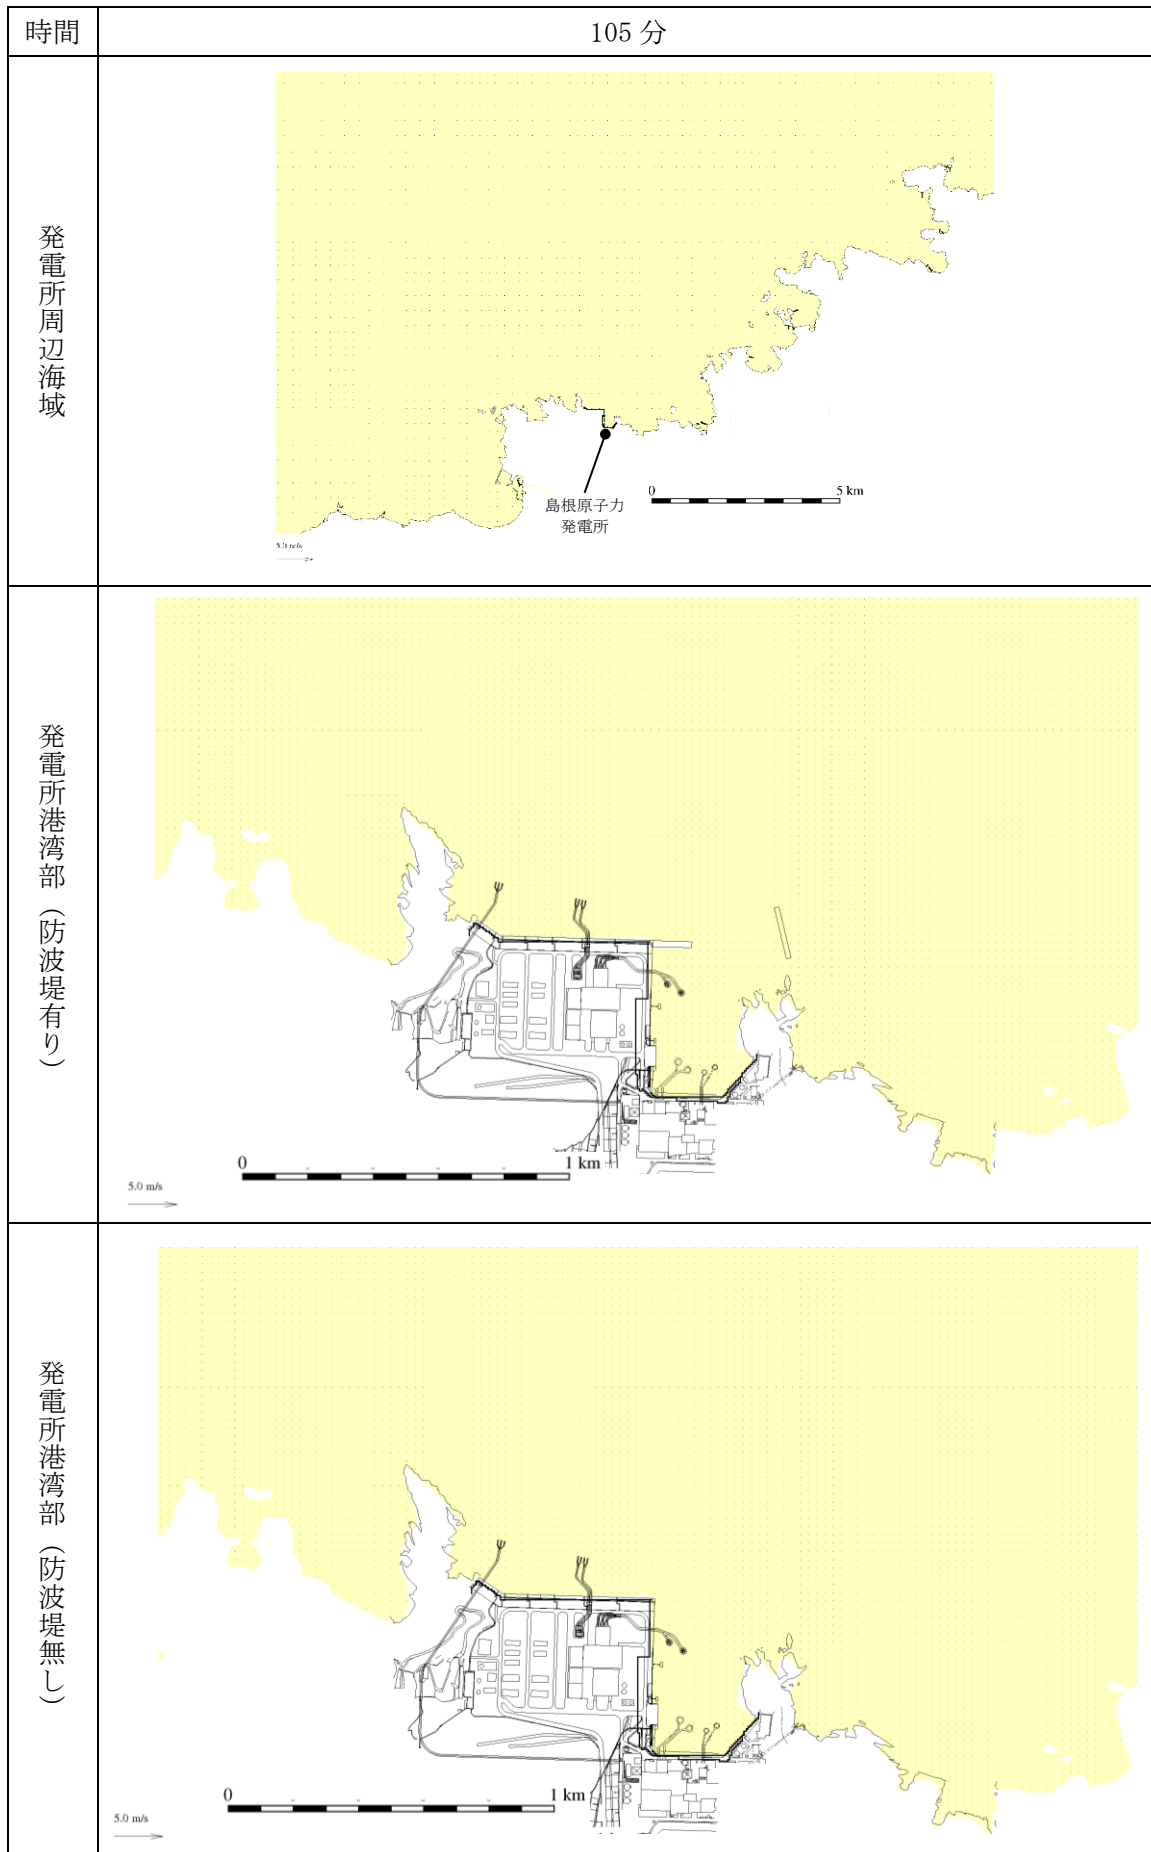 時間
105 分
発電所周辺海域
島根原子力
発電所
0
5 km
5.0 m/s
発電所港湾部（防波堤有り）
0
1 km
5.0 m/s
発電所港湾部（防波堤無し）
0
1 km
5.0 m/s